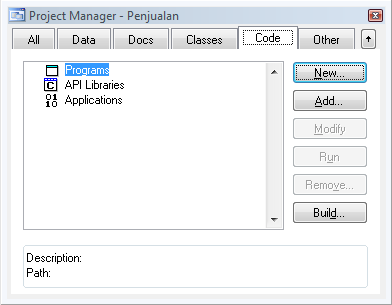 Project Manager - Penjualan
All Data Docs Classes Code Other
Programs
API Libraries
Applications
New...
Add...
Modify
Run
Remove...
Build...
Description:
Path: